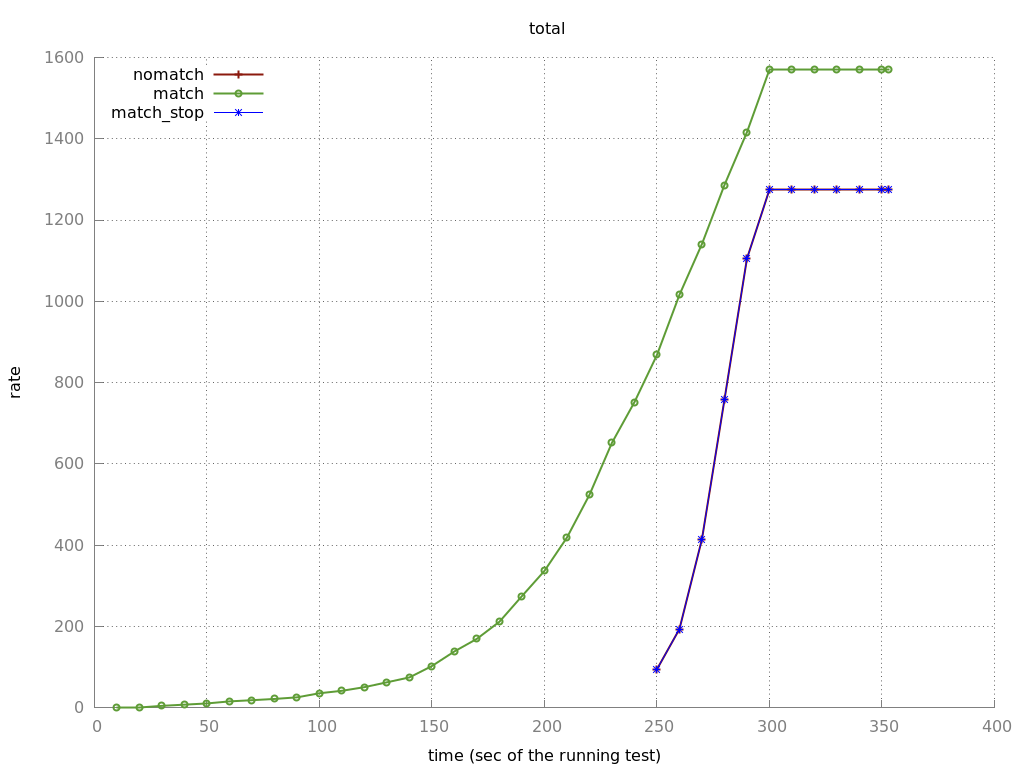 total
1600
1400
1200
1000
800
600
400
200
0
nomatch
match
match_stop
rate
0 50 100 150 200 250 300 350 400
time (sec of the running test)